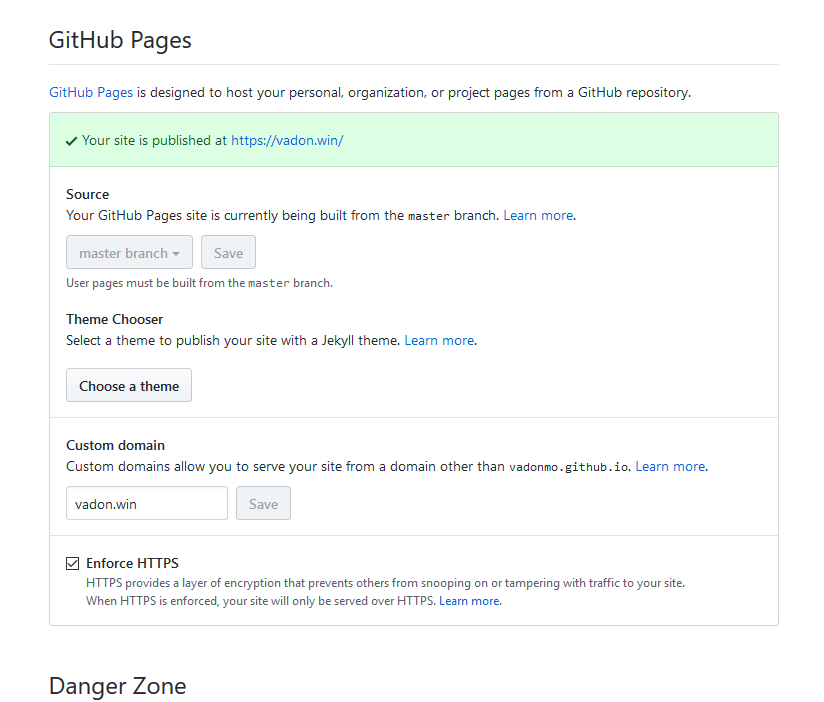 GitHub Pages
GitHub Pages is designed to host your personal, organization, or project pages from a GitHub repository.
Your site is published at https://vadon.win/
Source
Your GitHub Pages site is currently being built from the master branch. Learn more.
master branch Save
User pages must be built from the master branch.
Theme Chooser
Select a theme to publish your site with a Jekyll theme. Learn more.
Choose a theme
Custom domain
Custom domains allow you to serve your site from a domain other than vadonmo.github.io. Learn more.
vadon.win Save
Enforce HTTPS
HTTPS provides a layer of encryption that prevents others from snooping on or tampering with traffic to your site.
When HTTPS is enforced, your site will only be served over HTTPS. Learn more.
Danger Zone